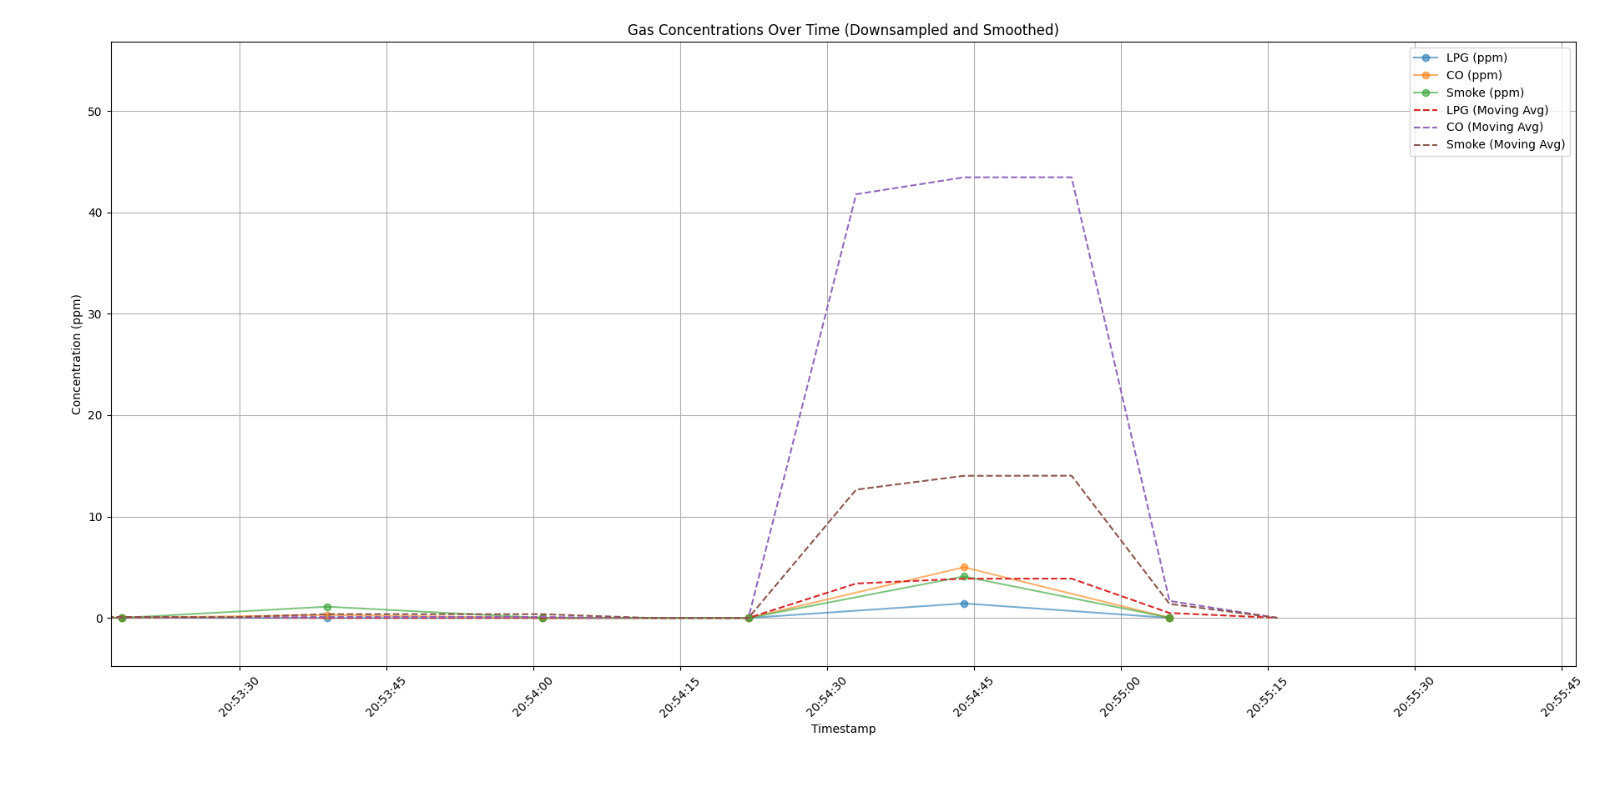 Gas Concentrations Over Time (Downsampled and Smoothed)
LPG (ppm)
CO (ppm)
Smoke (ppm)
LPG (Moving Avg)
CO (Moving Avg)
Smoke (Moving Avg)
Concentration (ppm)
50
40
30
20
10
0
20:53:30
20:53:45
20:54:00
20:54:15
20:54:30
20:54:45
20:55:00
20:55:15
20:55:30
20:55:45
Timestamp